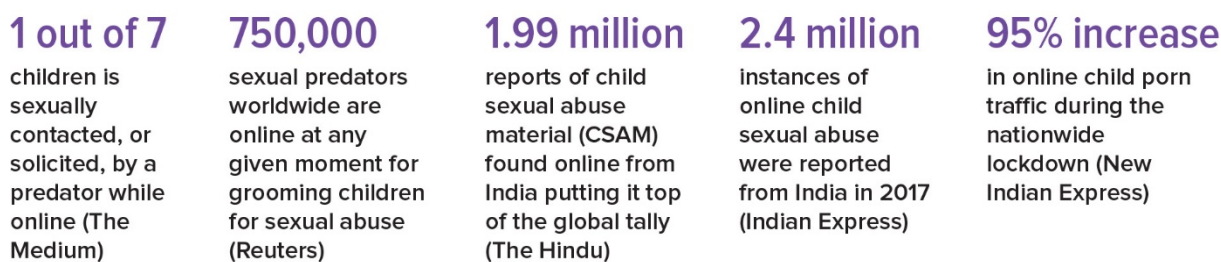 1 out of 7
children is
sexually
contacted, or
solicited, by a
predator while
online (The
Medium)
750,000
sexual predators
worldwide are
online at any
given moment for
grooming children
for sexual abuse
(Reuters)
1.99 million
reports of child
sexual abuse
material (CSAM)
found online from
India putting it top
of the global tally
(The Hindu)
2.4 million
instances of
online child
sexual abuse
were reported
from India in 2017
(Indian Express)
95% increase
in online child porn
traffic during the
nationwide
lockdown (New
Indian Express)